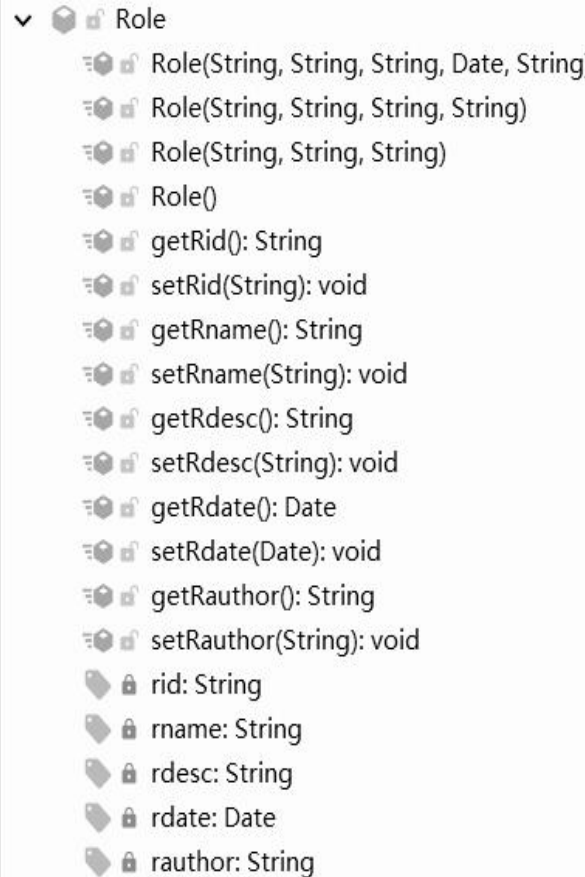 Role
Role(String, String, String, Date, String)
Role(String, String, String, String)
Role(String, String, String)
Role()
getRid(): String
setRid(String): void
getRname(): String
setRname(String): void
getRdesc(): String
setRdesc(String): void
getRdate(): Date
setRdate(Date): void
getRauthor(): String
setRauthor(String): void
rid: String
rname: String
rdesc: String
rdate: Date
rauthor: String